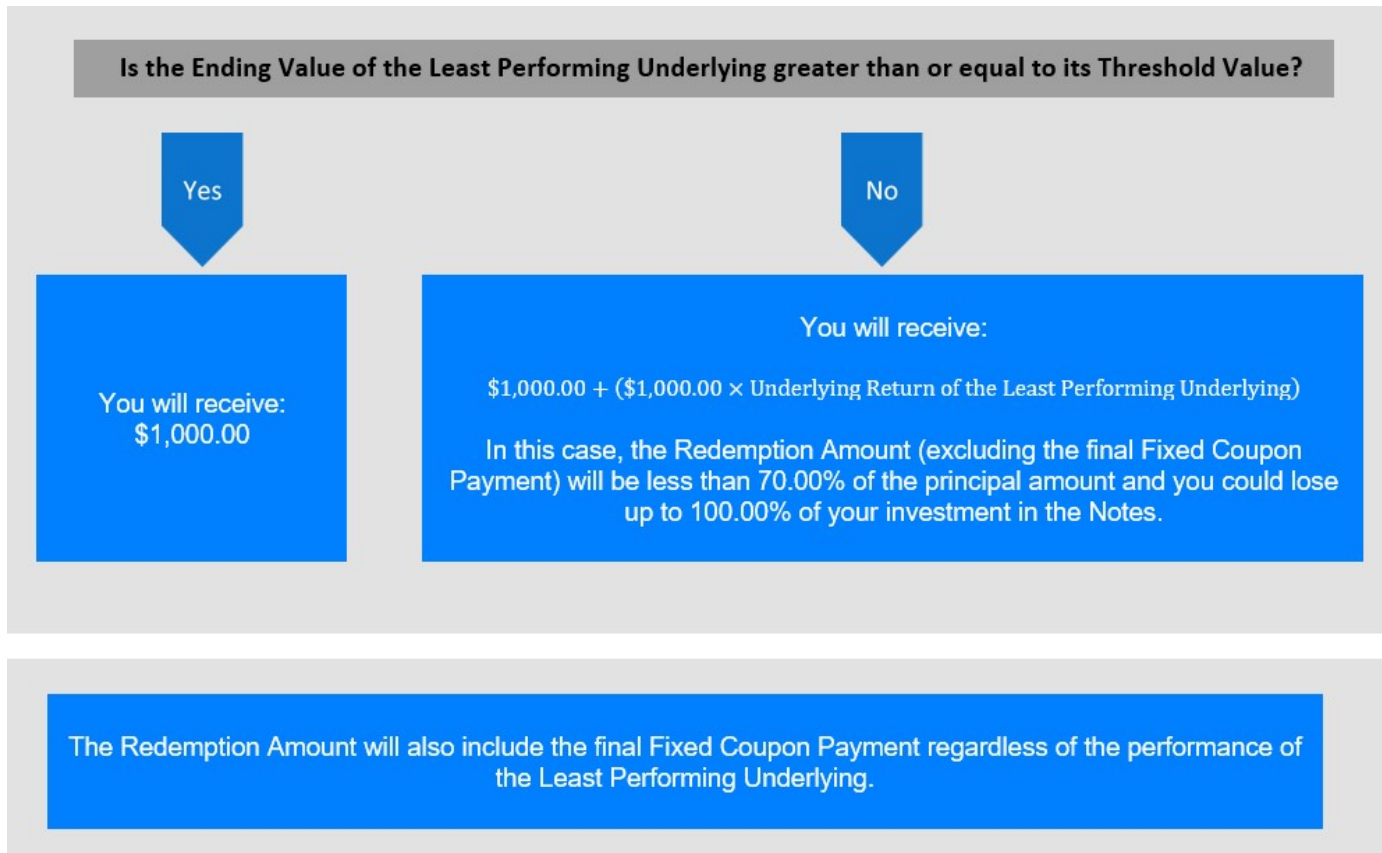 Is the Ending Value of the Least Performing Underlying greater than or equal to its Threshold Value?
Yes
No
You will receive:
$1,000.00
You will receive:
$1,000.00 + ($1,000.00 × Underlying Return of the Least Performing Underlying)
In this case, the Redemption Amount (excluding the final Fixed Coupon
Payment) will be less than 70.00% of the principal amount and you could lose
up to 100.00% of your investment in the Notes.
The Redemption Amount will also include the final Fixed Coupon Payment regardless of the performance of
the Least Performing Underlying.